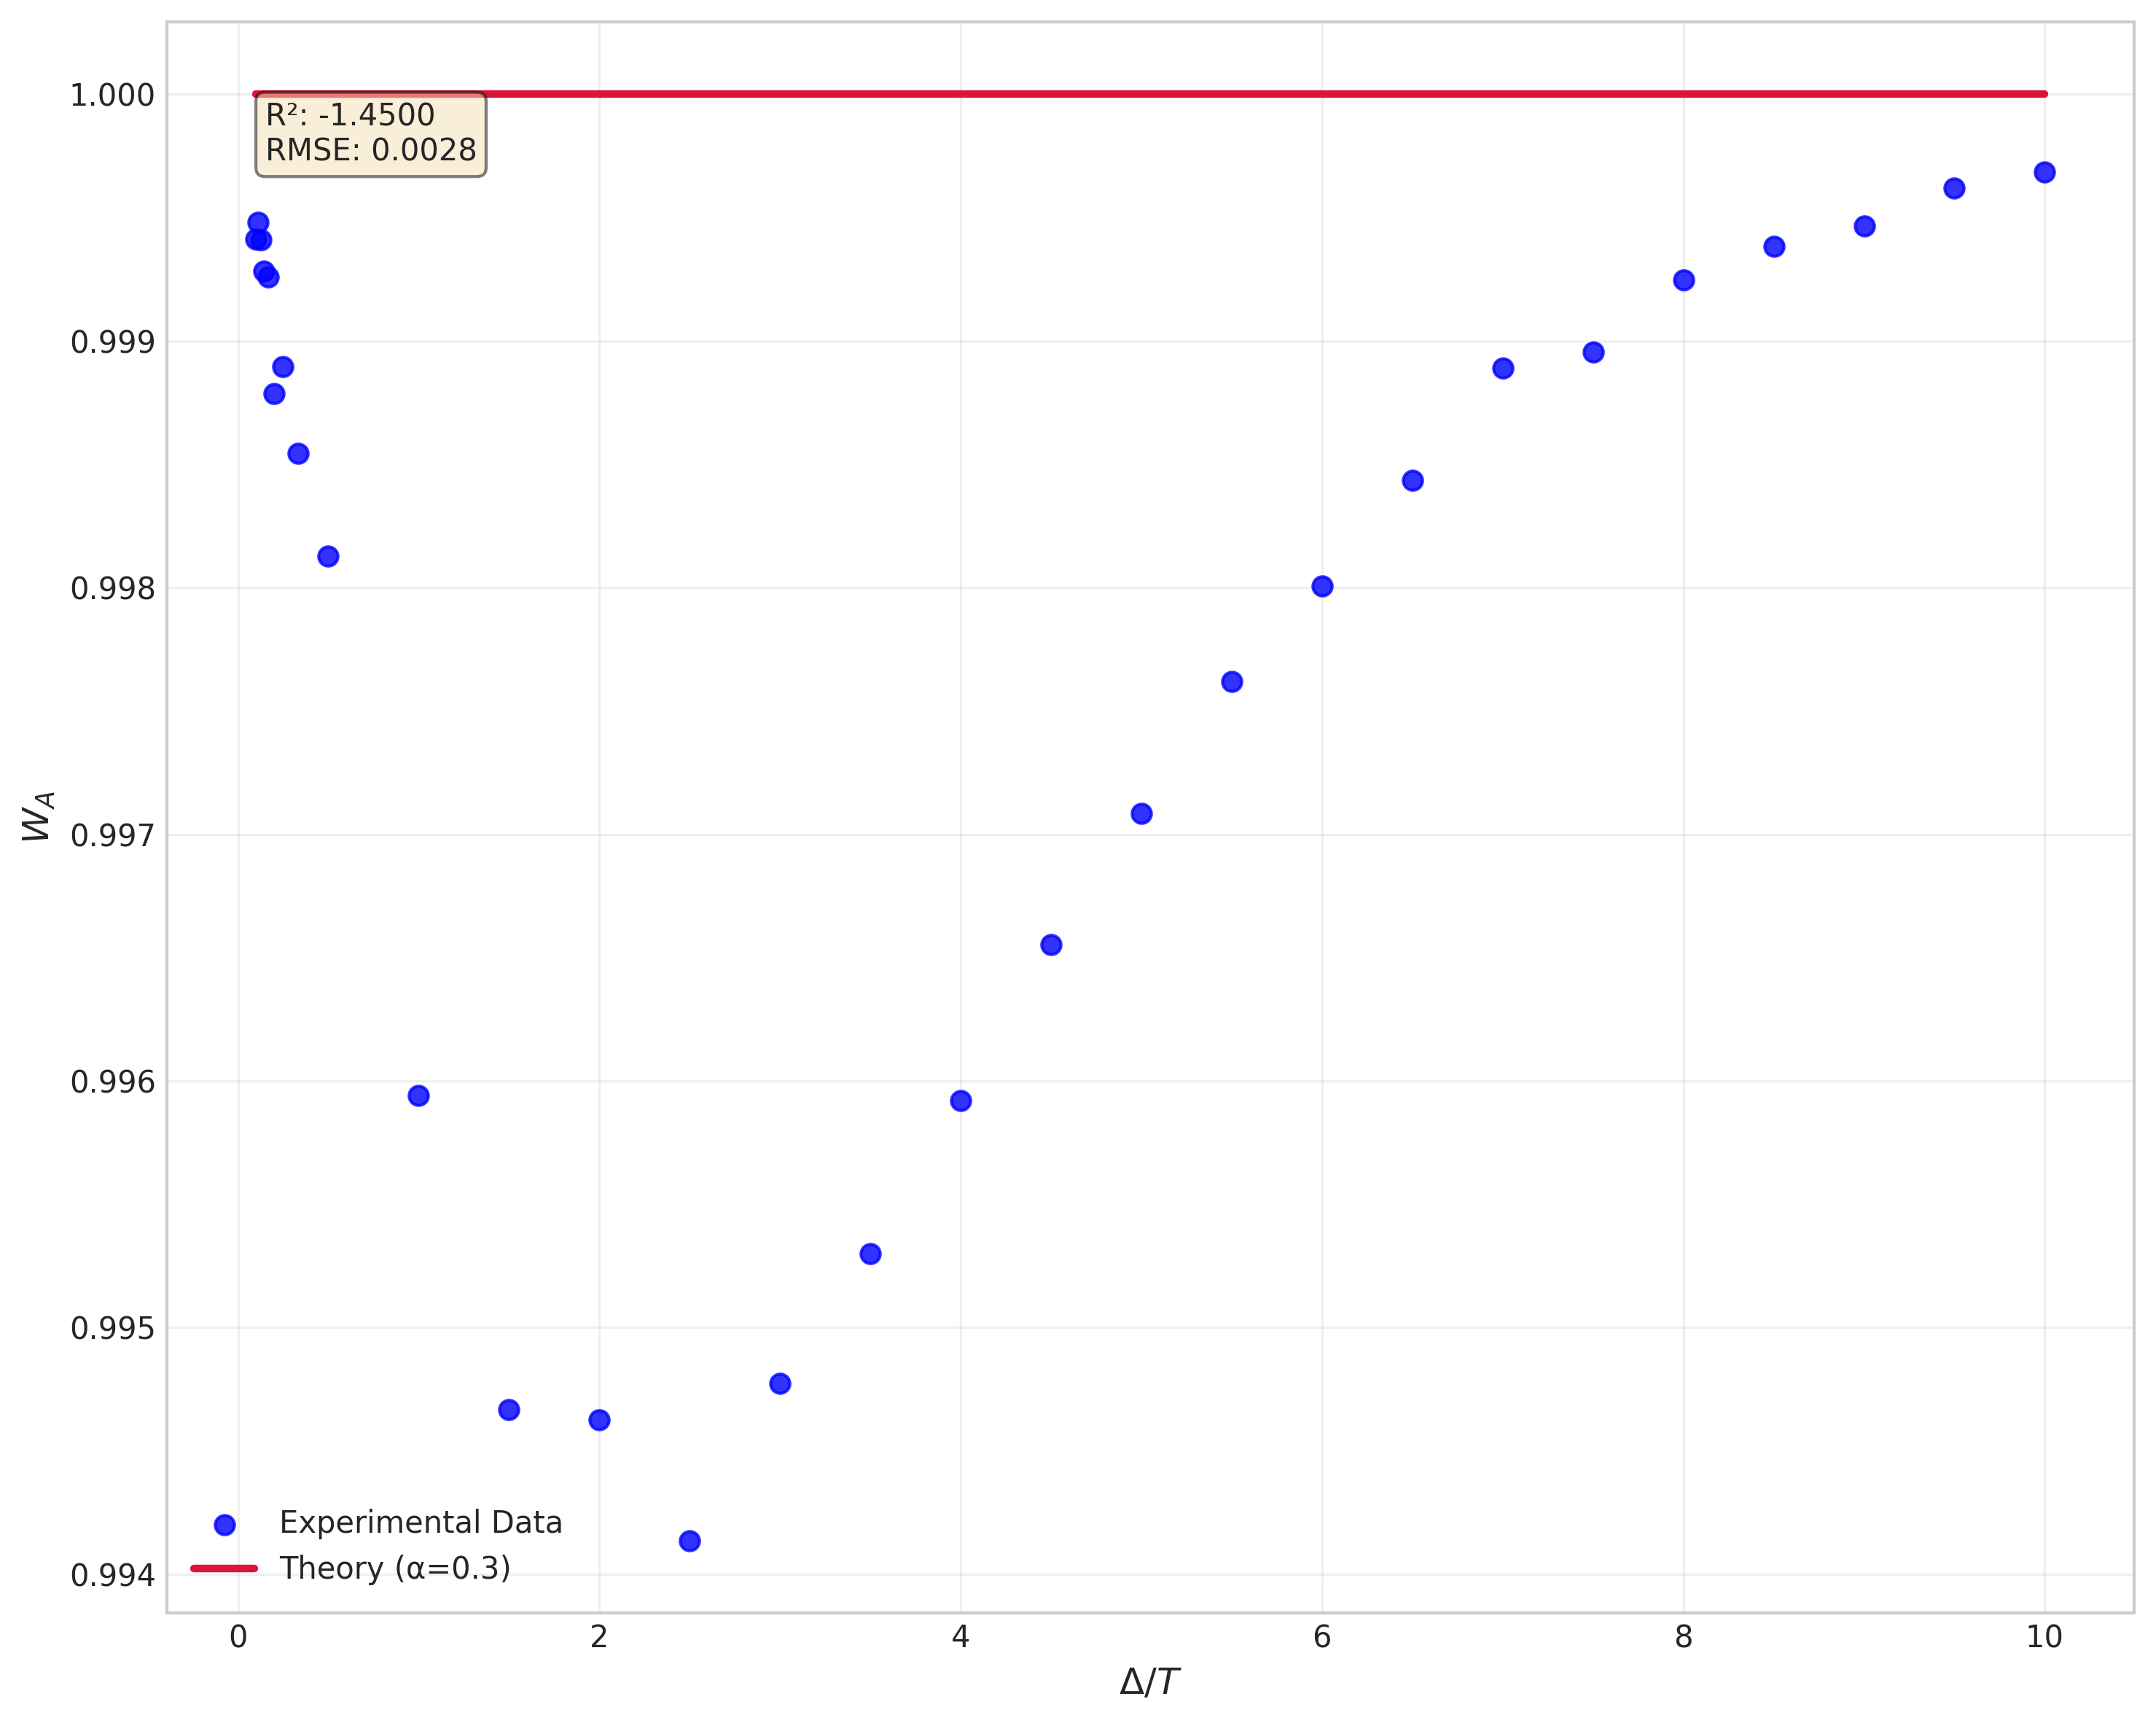 R²: -1.4500
RMSE: 0.0028
1.000
0.999
0.998
0.997
0.996
0.995
0.994
W_A
Experimental Data
Theory (α=0.3)
0 2 4 6 8 10
Δ/T